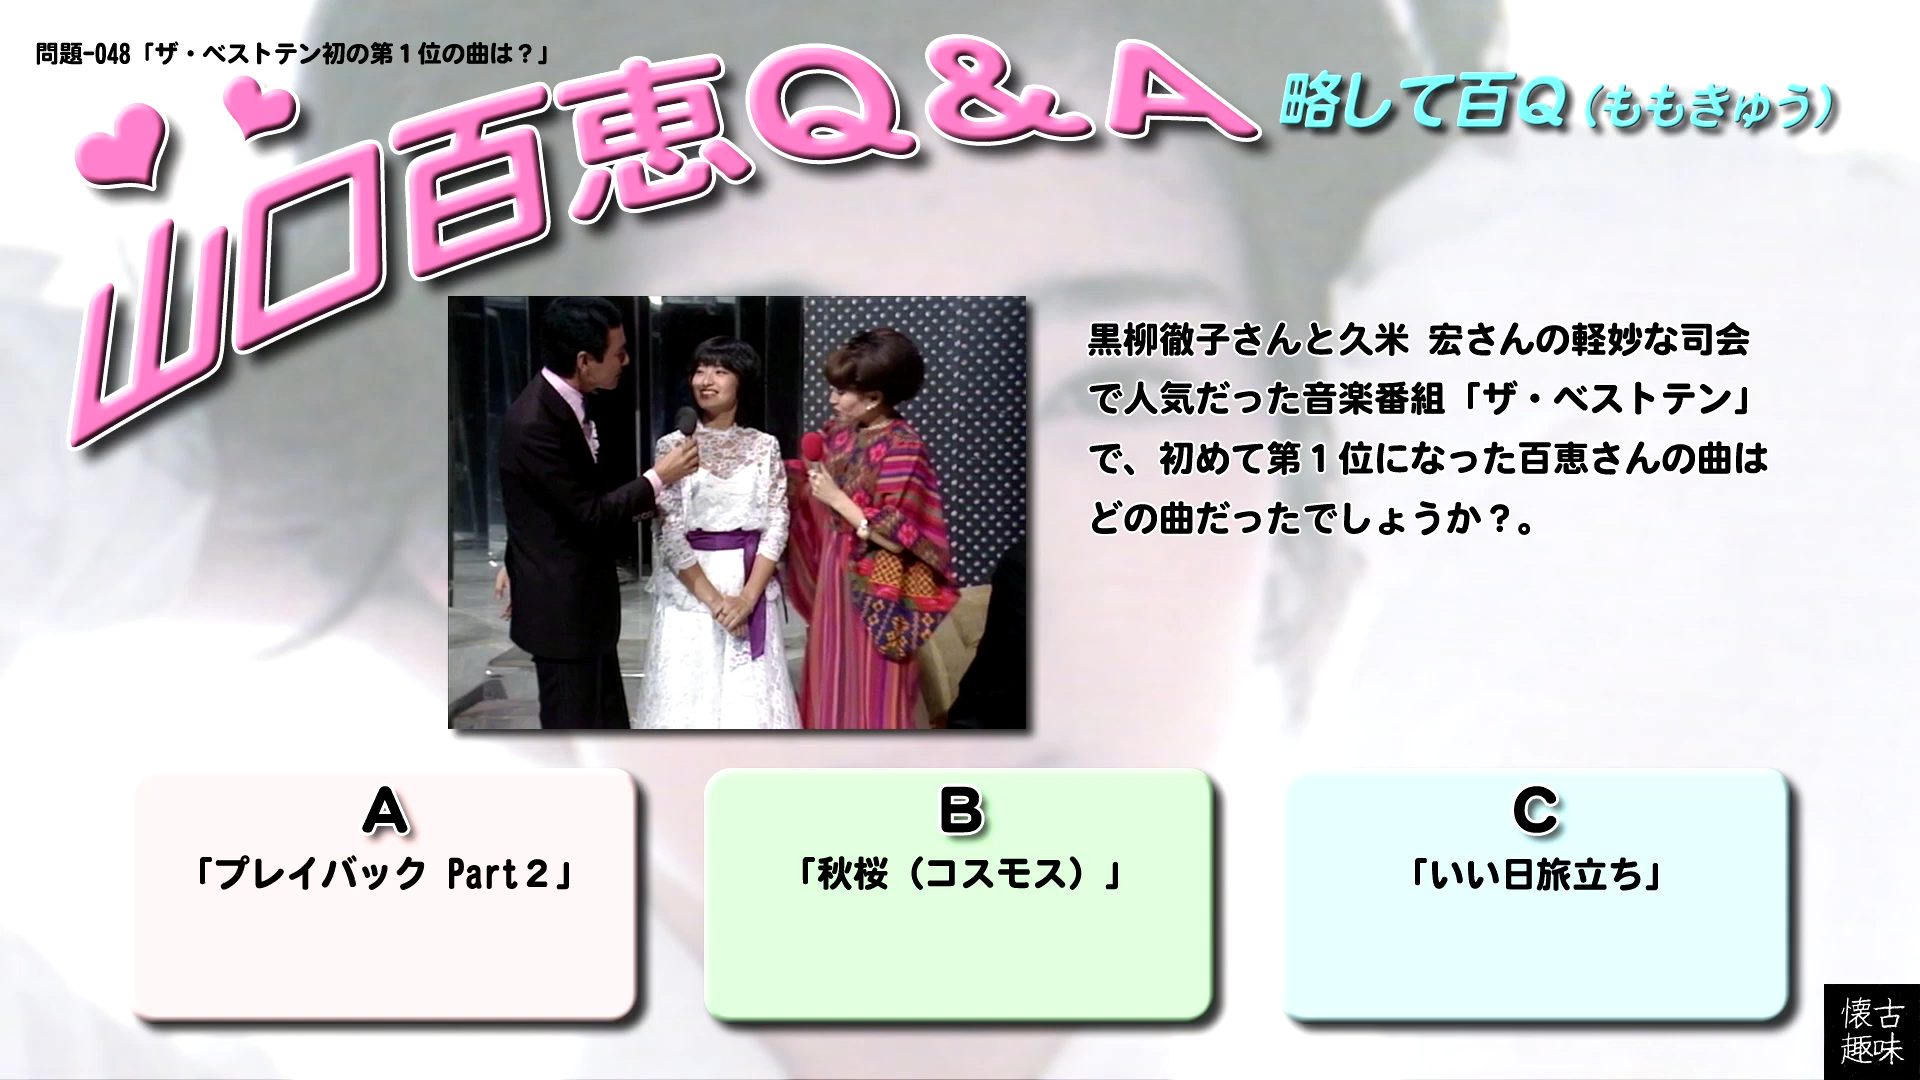 問題-048「ザ・ベストテン初の第１位の曲は？」
山口百恵Q&A
略して百Q（ももきゅう）
黒柳徹子さんと久米 宏さんの軽妙な司会
で人気だった音楽番組「ザ・ベストテン」
で、初めて第１位になった百恵さんの曲は
どの曲だったでしょうか？。
A
「プレイバック Part２」
B
「秋桜（コスモス）」
C
「いい日旅立ち」
懐古
趣味